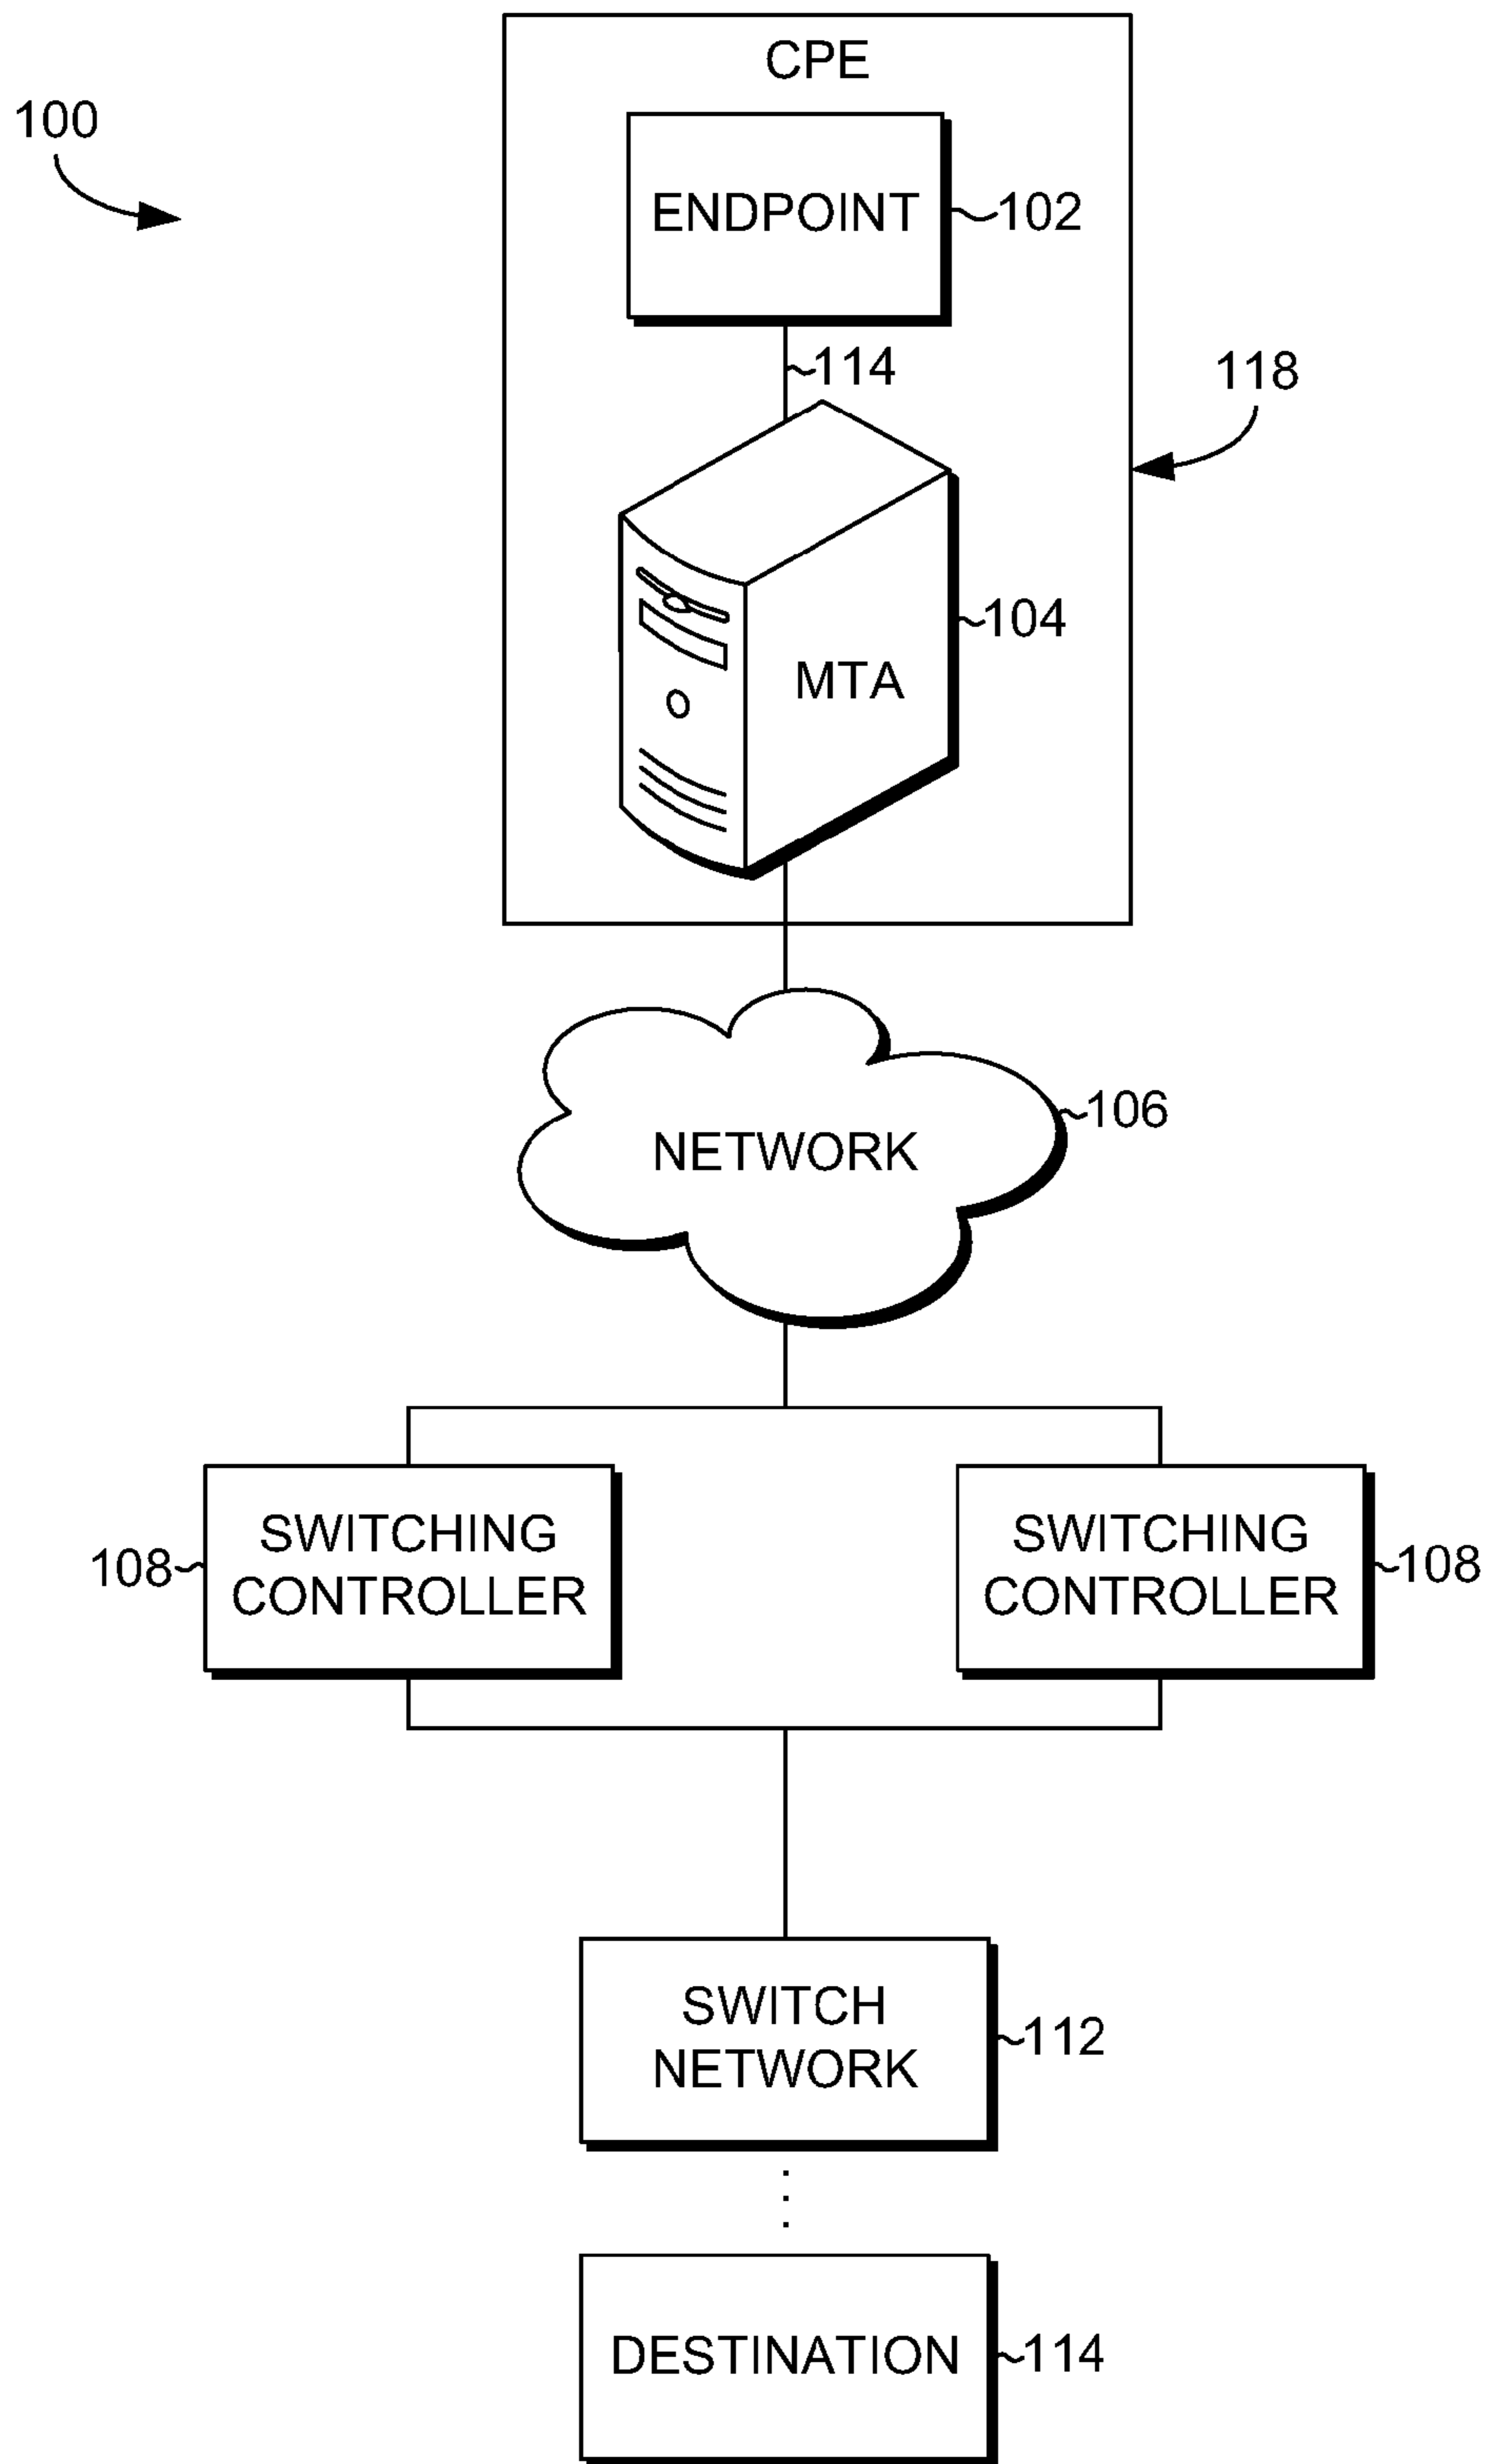 CPE
100
ENDPOINT
102
114
118
104
MTA
106
NETWORK
SWITCHING
CONTROLLER
108
SWITCHING
CONTROLLER
108
SWITCH
NETWORK
112
DESTINATION
114